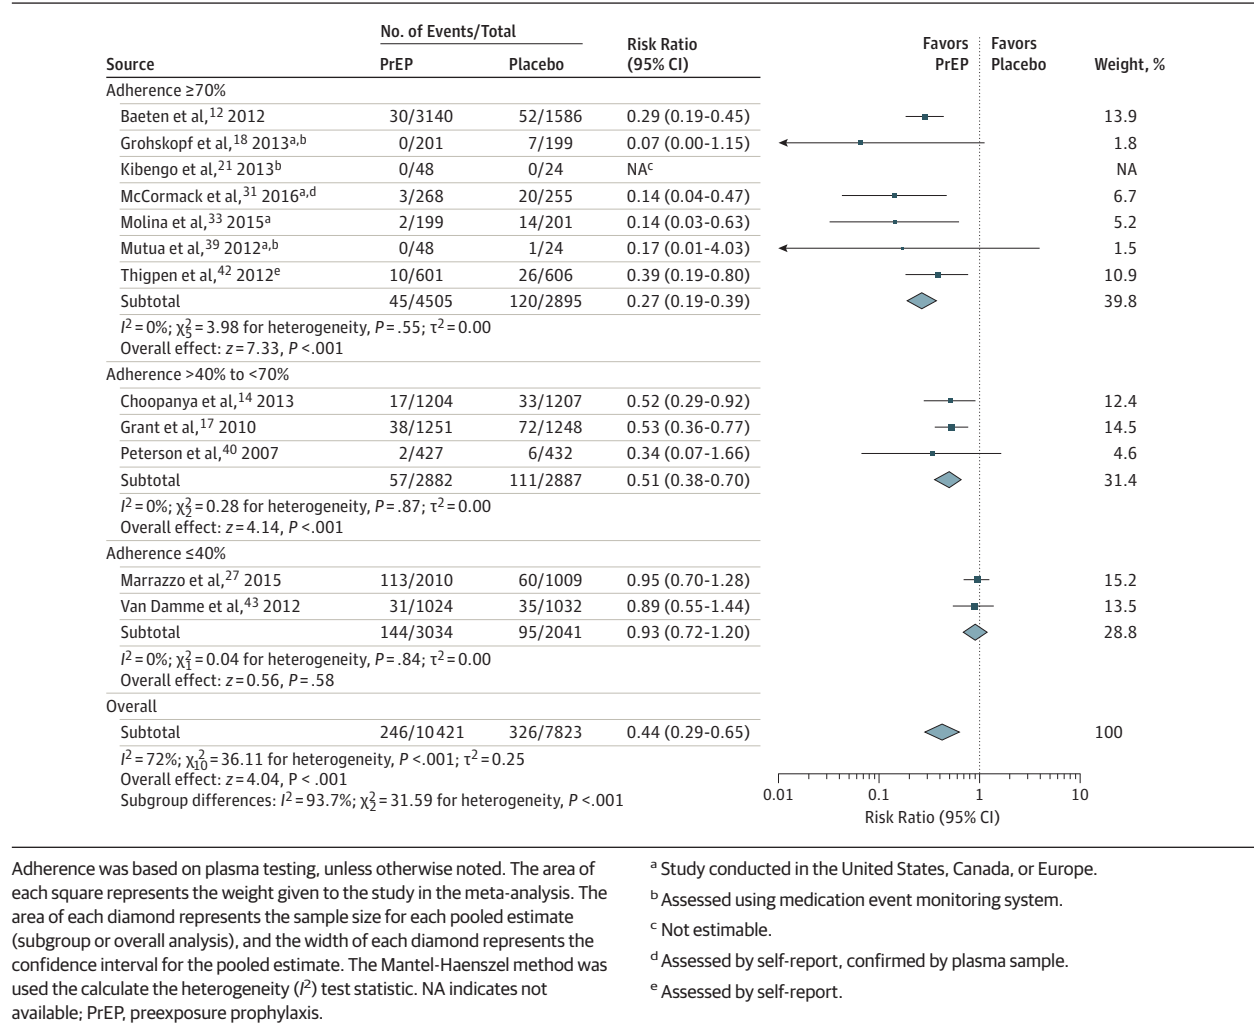 No. of Events/Total
Source PrEP Placebo Risk Ratio (95% CI) Favors PrEP Favors Placebo Weight, %
Adherence ≥70%
Baeten et al,12 2012 30/3140 52/1586 0.29 (0.19-0.45) 13.9
Grohskopf et al,18 2013a,b 0/201 7/199 0.07 (0.00-1.15) 1.8
Kibengo et al,21 2013b 0/48 0/24 NAc NA
McCormack et al,31 2016a,d 3/268 20/255 0.14 (0.04-0.47) 6.7
Molina et al,33 2015a 2/199 14/201 0.14 (0.03-0.63) 5.2
Mutua et al,39 2012a,b 0/48 1/24 0.17 (0.01-4.03) 1.5
Thigpen et al,42 2012e 10/601 26/606 0.39 (0.19-0.80) 10.9
Subtotal 45/4505 120/2895 0.27 (0.19-0.39) 39.8
I2=0%; χ25=3.98 for heterogeneity, P=.55; τ2=0.00
Overall effect: z=7.33, P<.001
Adherence >40% to <70%
Choopanya et al,14 2013 17/1204 33/1207 0.52 (0.29-0.92) 12.4
Grant et al,17 2010 38/1251 72/1248 0.53 (0.36-0.77) 14.5
Peterson et al,40 2007 2/427 6/432 0.34 (0.07-1.66) 4.6
Subtotal 57/2882 111/2887 0.51 (0.38-0.70) 31.4
I2=0%; χ22=0.28 for heterogeneity, P=.87; τ2=0.00
Overall effect: z=4.14, P<.001
Adherence ≤40%
Marrazzo et al,27 2015 113/2010 60/1009 0.95 (0.70-1.28) 15.2
Van Damme et al,43 2012 31/1024 35/1032 0.89 (0.55-1.44) 13.5
Subtotal 144/3034 95/2041 0.93 (0.72-1.20) 28.8
I2=0%; χ21=0.04 for heterogeneity, P=.84; τ2=0.00
Overall effect: z=0.56, P=.58
Overall
Subtotal 246/10421 326/7823 0.44 (0.29-0.65) 100
I2=72%; χ210=36.11 for heterogeneity, P<.001; τ2=0.25
Overall effect: z=4.04, P < .001
Subgroup differences: I2=93.7%; χ22=31.59 for heterogeneity, P<.001
0.01 0.1 1 10
Risk Ratio (95% CI)
Adherence was based on plasma testing, unless otherwise noted. The area of
each square represents the weight given to the study in the meta-analysis. The
area of each diamond represents the sample size for each pooled estimate
(subgroup or overall analysis), and the width of each diamond represents the
confidence interval for the pooled estimate. The Mantel-Haenszel method was
used the calculate the heterogeneity (I2) test statistic. NA indicates not
available; PrEP, preexposure prophylaxis.
a Study conducted in the United States, Canada, or Europe.
b Assessed using medication event monitoring system.
c Not estimable.
d Assessed by self-report, confirmed by plasma sample.
e Assessed by self-report.